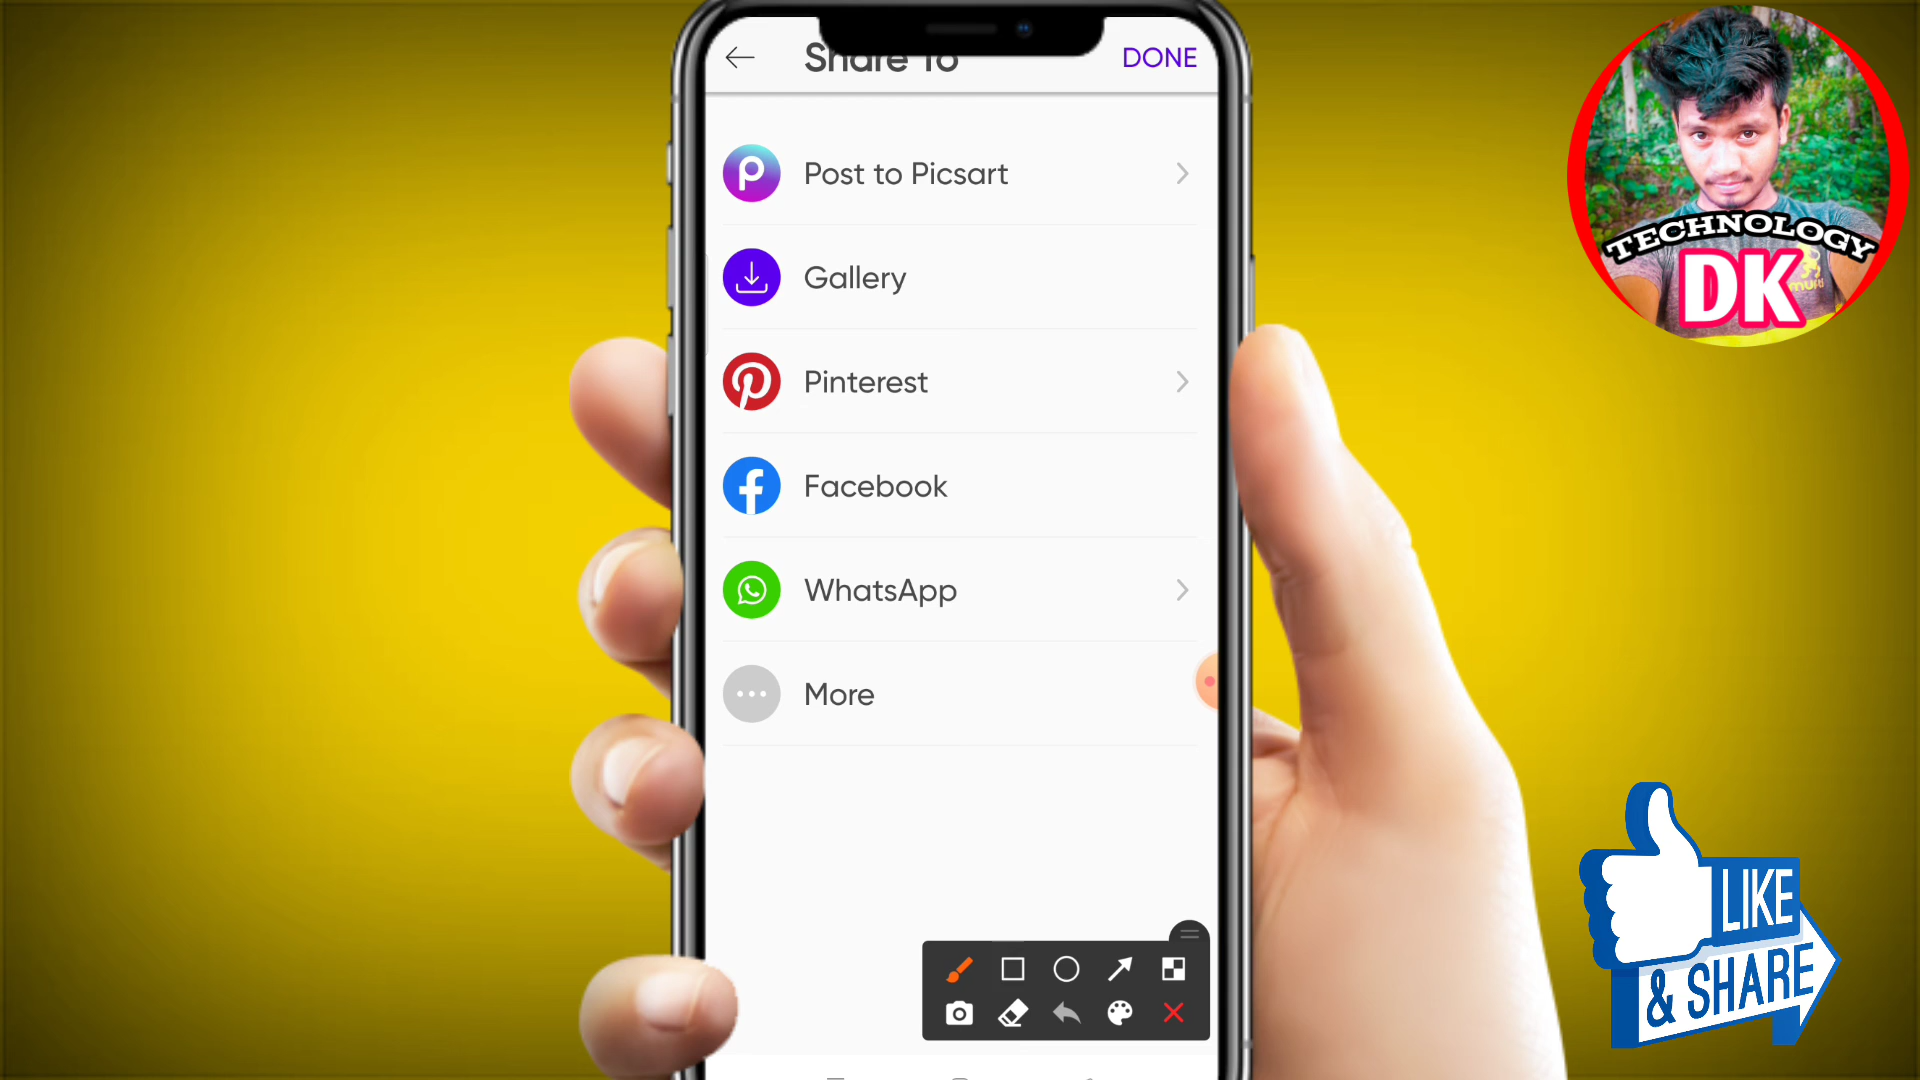 Share To
DONE
Post to Picsart
Gallery
Pinterest
Facebook
WhatsApp
More
TECHNOLOGY
DK
LIKE
& SHARE